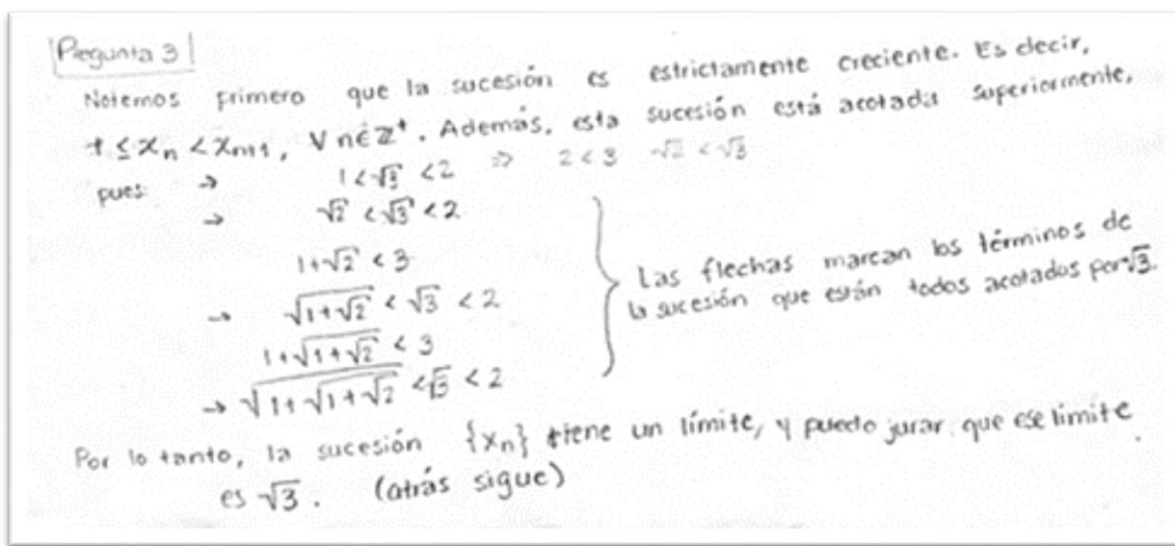 Pregunta 3
Notemos primero que la sucesión es estrictamente creciente. Es decir,
1 ≤ xₙ < xₙ₊₁, ∀ n ∈ ℤ⁺. Además, esta sucesión está acotada superiormente,
pues: → 1 < √3 < 2 ⇒ 2 < 3 √2 < √3
→ √2 < √3 < 2
1+√2 < 3
→ √(1+√2) < √3 < 2
1+√(1+√2) < 3
→ √(1+√(1+√2)) < √3 < 2
Las flechas marcan los términos de
la sucesión que están todos acotados por √3.
Por lo tanto, la sucesión {xₙ} tiene un límite, y puedo jurar que ese límite
es √3. (atrás sigue)